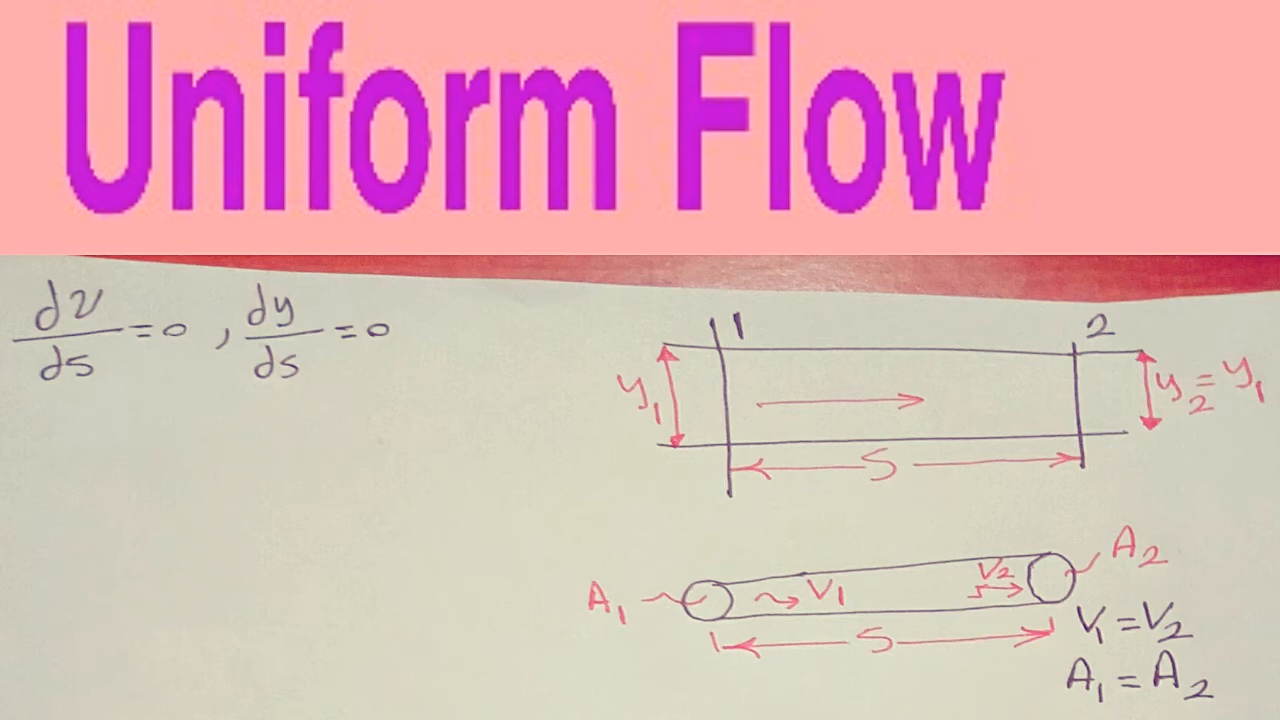 Uniform Flow
dv/ds = 0 , dy/ds = 0
1 2
y₁ y₂ = y₁
S
A₁ V₁ V₂ A₂
S
V₁ = V₂
A₁ = A₂